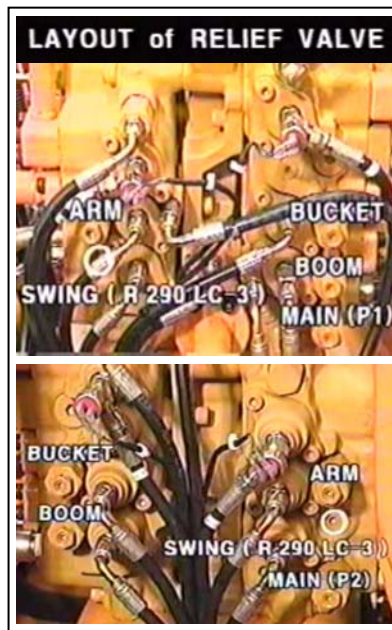 LAYOUT of RELIEF VALVE
ARM
BUCKET
BOOM
SWING ( R 290 LC-3 )
MAIN (P1)
BUCKET
ARM
BOOM
SWING ( R 290 LC-3 )
MAIN (P2)